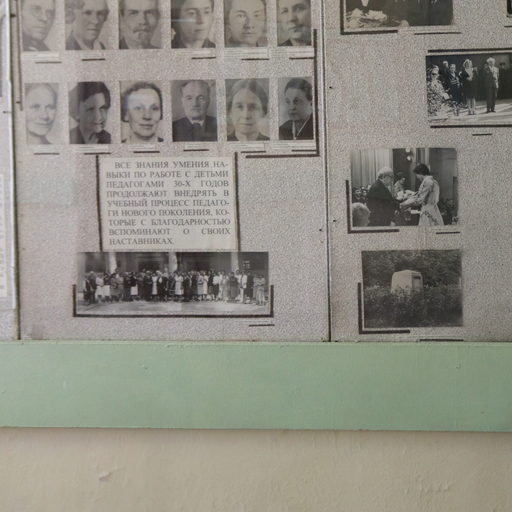 ВСЕ ЗНАНИЯ УМЕНИЯ НА-
ВЫКИ ПО РАБОТЕ С ДЕТЬМИ
ПЕДАГОГАМИ 30-Х ГОДОВ
ПРОДОЛЖАЮТ ВНЕДРЯТЬ В
УЧЕБНЫЙ ПРОЦЕСС ПЕДАГО-
ГИ НОВОГО ПОКОЛЕНИЯ, КО-
ТОРЫЕ С БЛАГОДАРНОСТЬЮ
ВСПОМИНАЮТ О СВОИХ
НАСТАВНИКАХ.